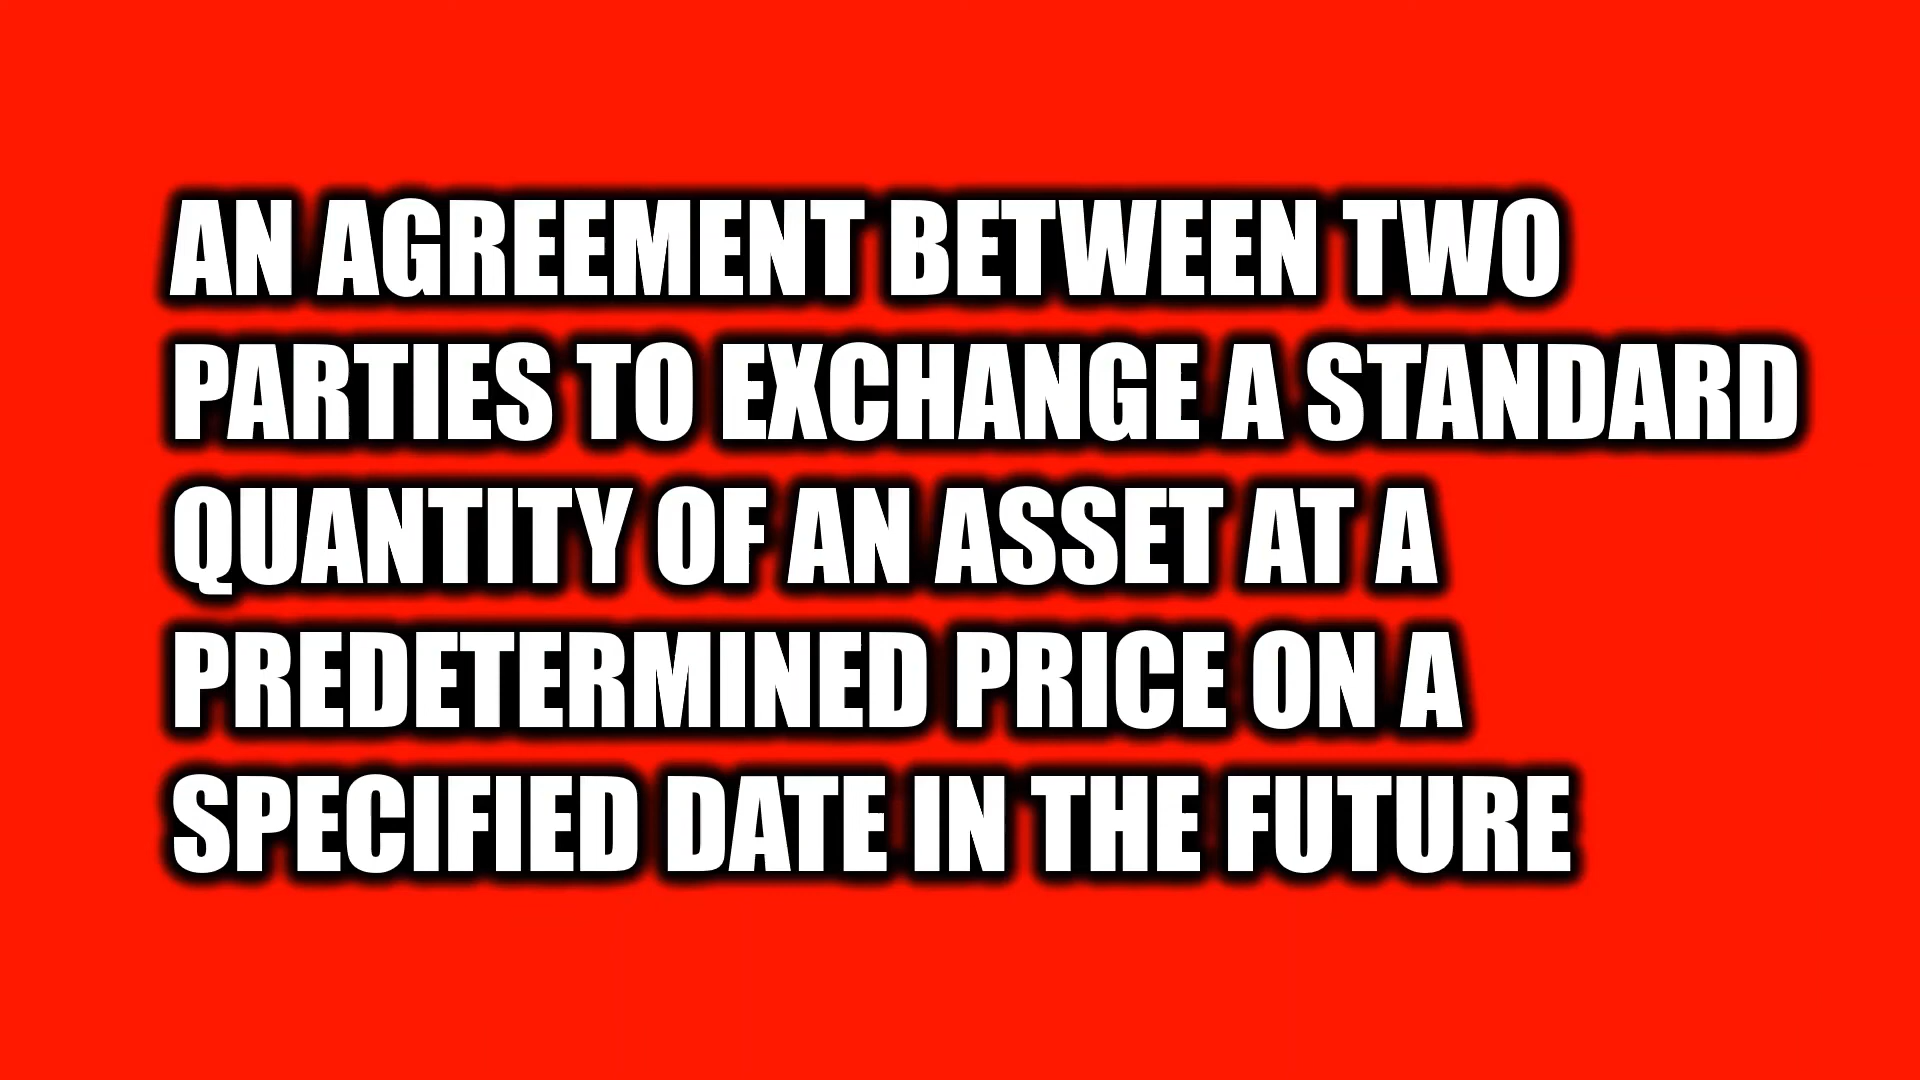 AN AGREEMENT BETWEEN TWO
PARTIES TO EXCHANGE A STANDARD
QUANTITY OF AN ASSET AT A
PREDETERMINED PRICE ON A
SPECIFIED DATE IN THE FUTURE